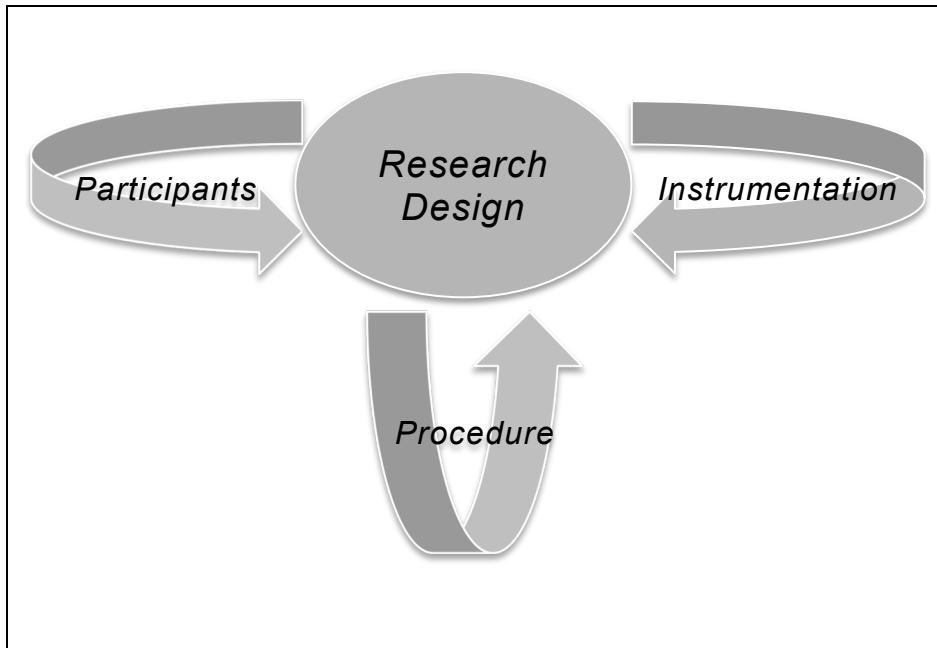 Research
Design
Participants
Instrumentation
Procedure